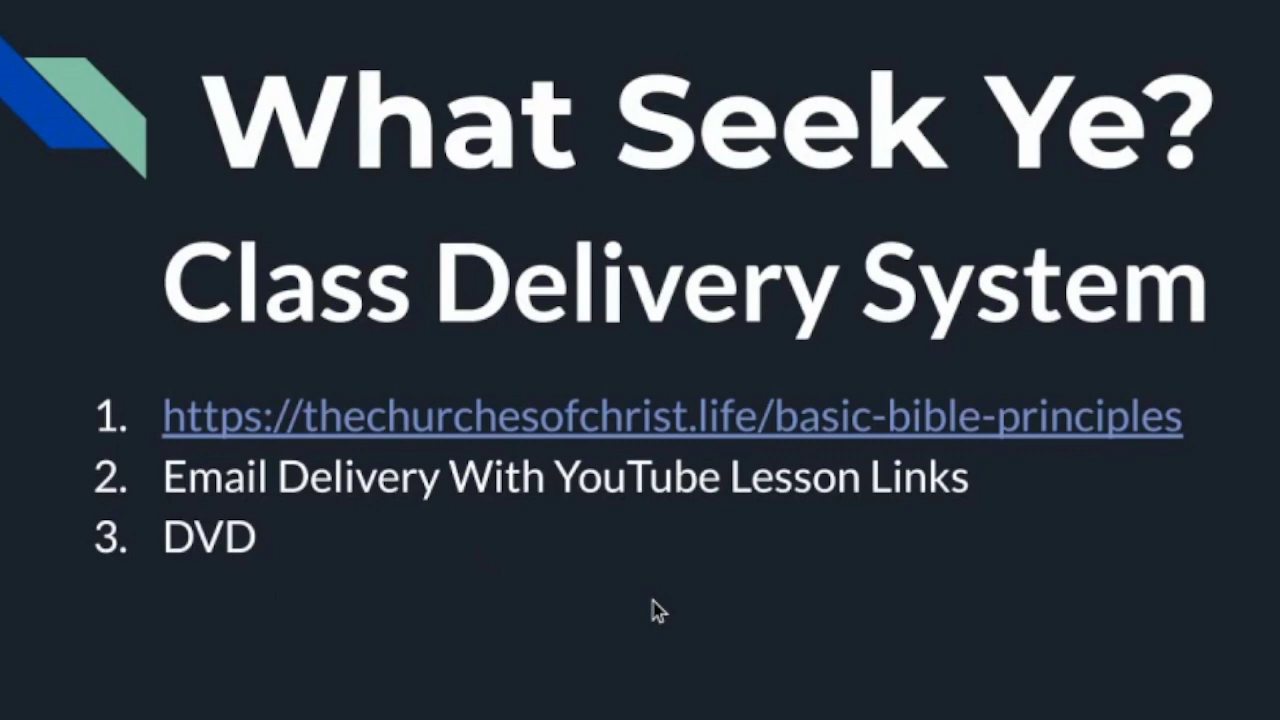 What Seek Ye?
Class Delivery System
1. https://thechurchesofchrist.life/basic-bible-principles
2. Email Delivery With YouTube Lesson Links
3. DVD